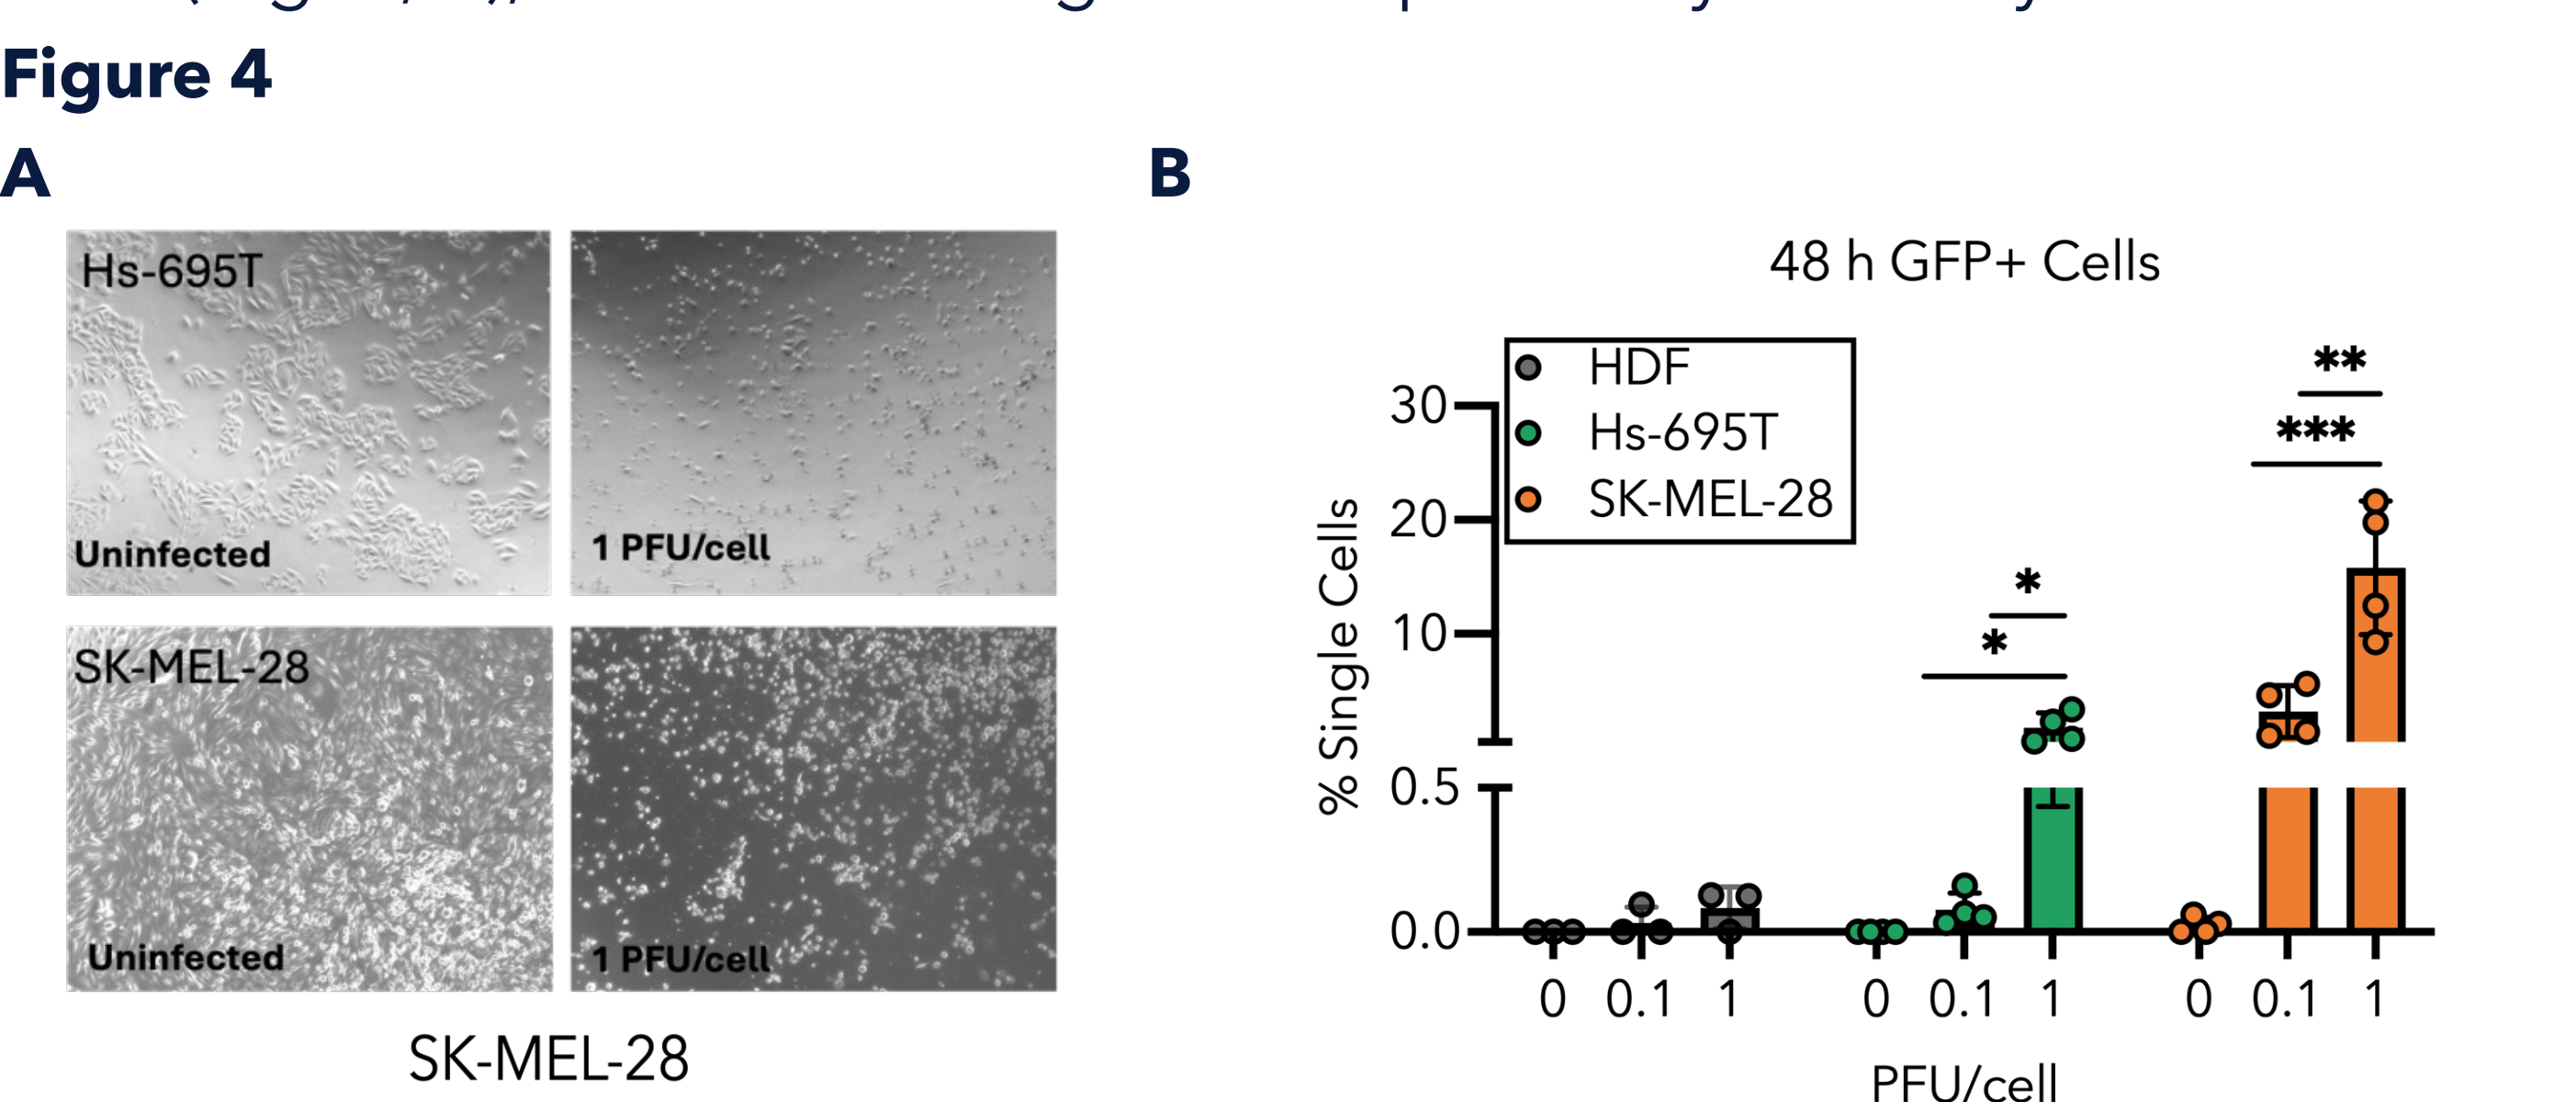 Figure 4
A
B
Hs-695T
Uninfected
1 PFU/cell
SK-MEL-28
Uninfected
1 PFU/cell
SK-MEL-28
48 h GFP+ Cells
HDF
Hs-695T
SK-MEL-28
% Single Cells
30
20
10
0.5
0.0
*
*
**
***
0 0.1 1 0 0.1 1 0 0.1 1
PFU/cell